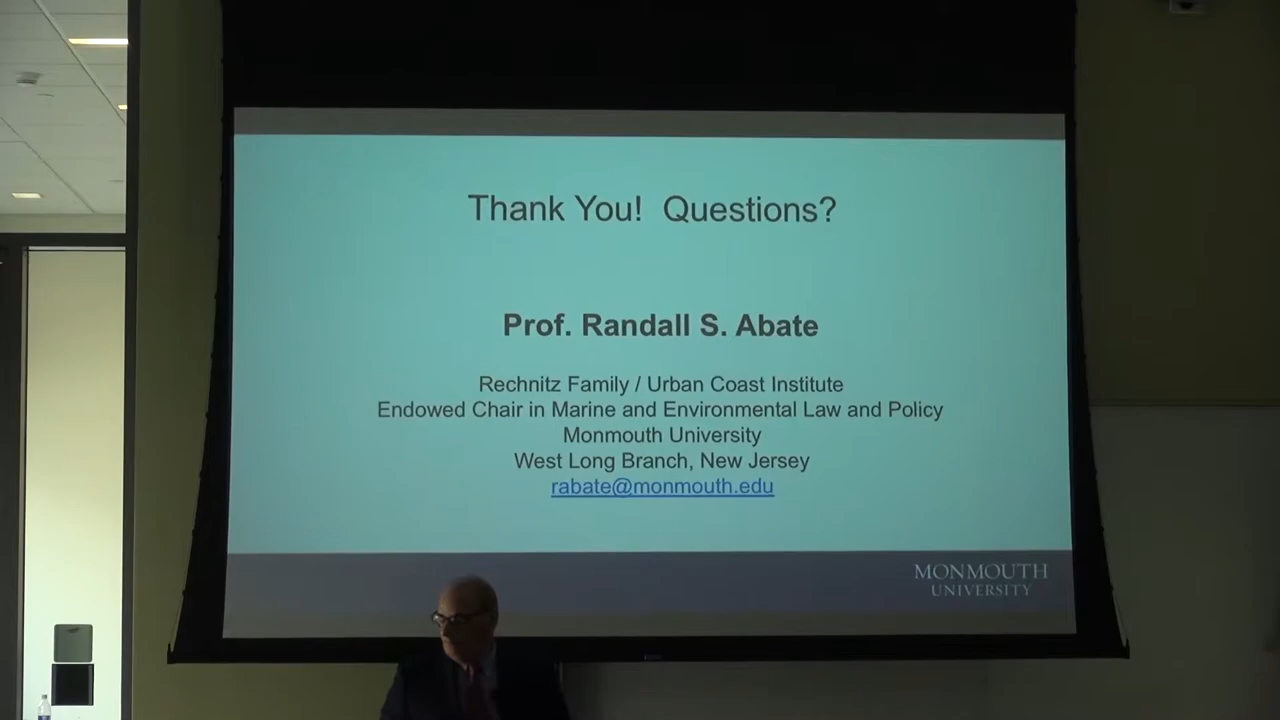 Thank You!  Questions?
Prof. Randall S. Abate
Rechnitz Family / Urban Coast Institute
Endowed Chair in Marine and Environmental Law and Policy
Monmouth University
West Long Branch, New Jersey
rabate@monmouth.edu
MONMOUTH
UNIVERSITY